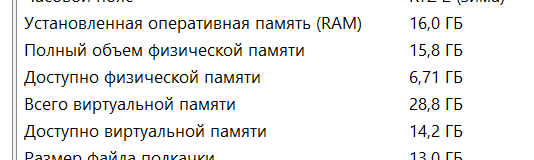 Установленная оперативная память (RAM) 16,0 ГБ
Полный объем физической памяти 15,8 ГБ
Доступно физической памяти 6,71 ГБ
Всего виртуальной памяти 28,8 ГБ
Доступно виртуальной памяти 14,2 ГБ
Размер файла подкачки 13,0 ГБ